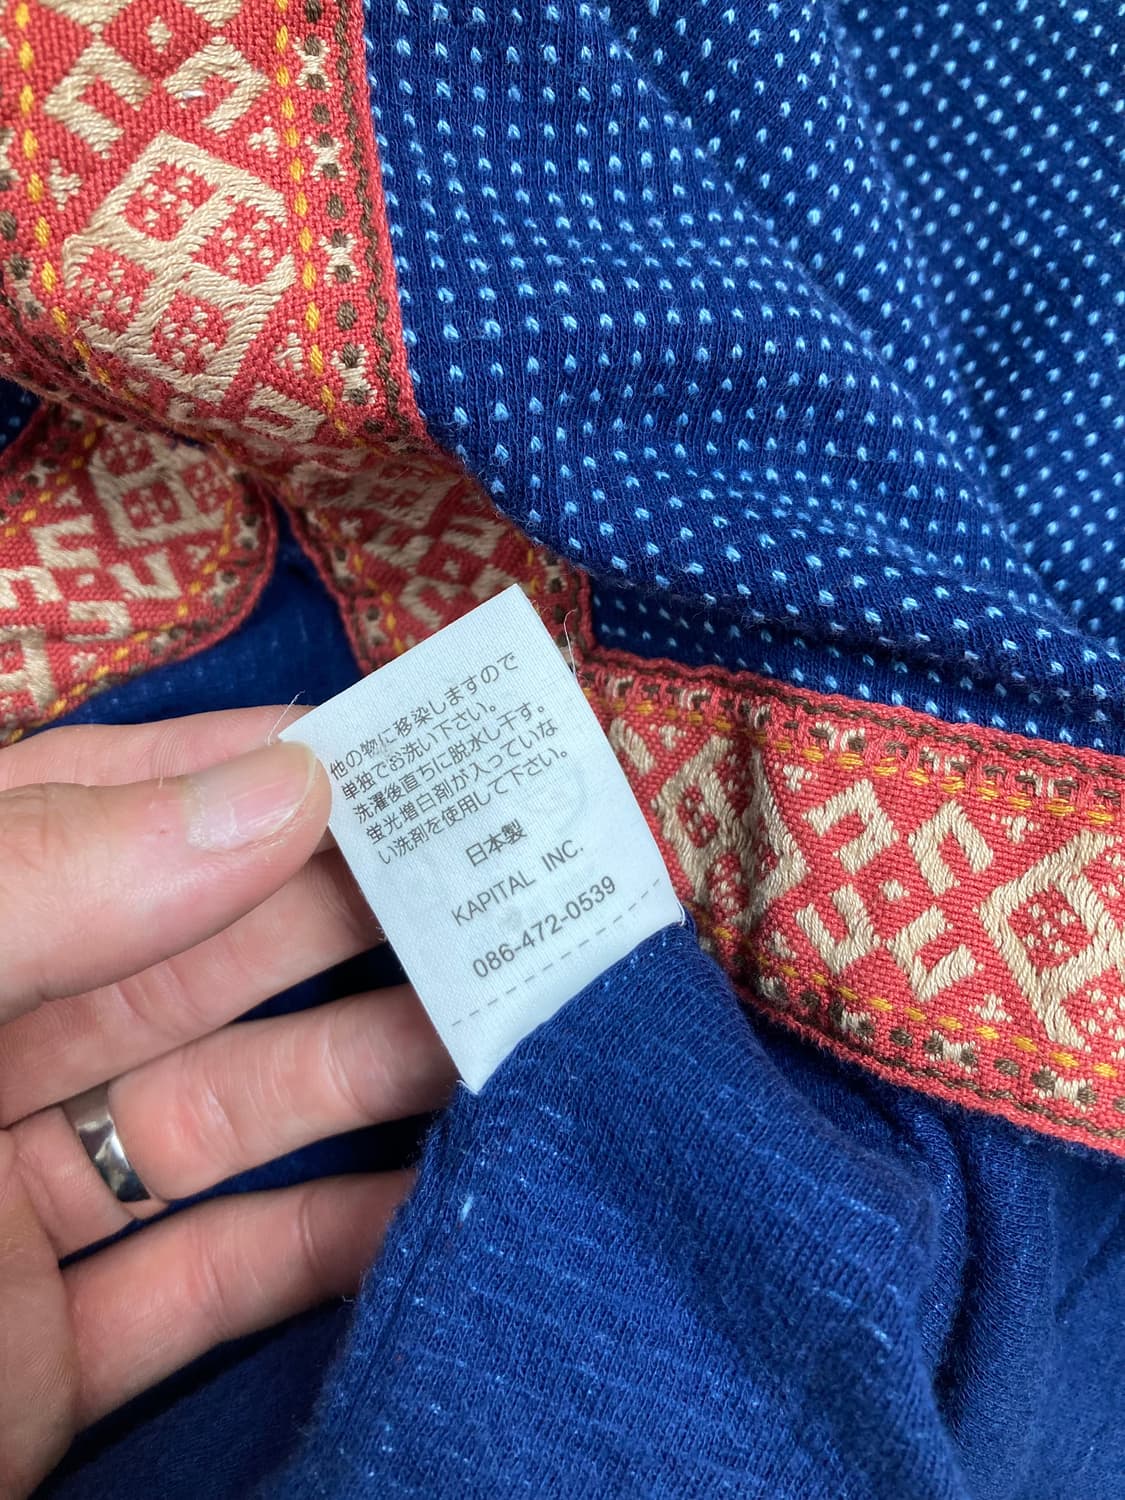 他の物に移染しますので
単独でお洗い下さい。
洗濯後直ちに脱水し干す。
蛍光増白剤が入っていな
い洗剤を使用して下さい。
日本製
KAPITAL INC.
086-472-0539